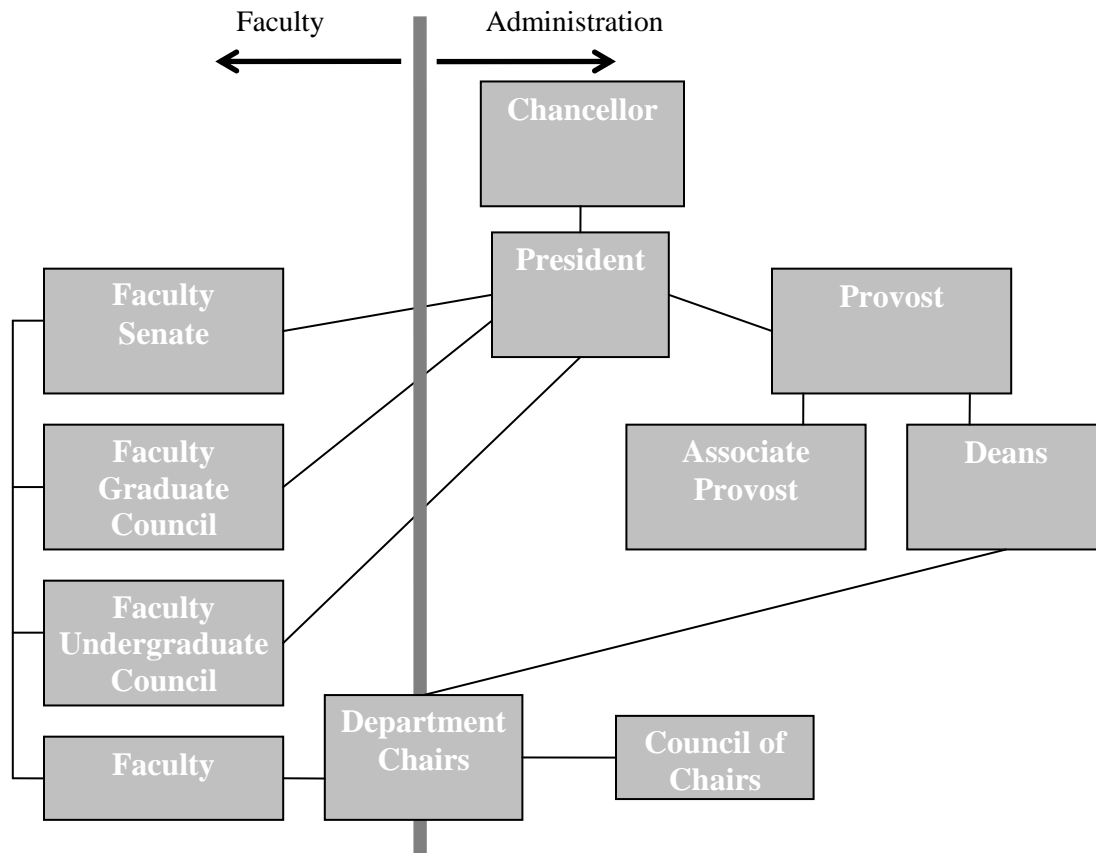 Faculty
Administration
Chancellor
President
Faculty
Senate
Provost
Faculty
Graduate
Council
Associate
Provost
Deans
Faculty
Undergraduate
Council
Department
Chairs
Council of
Chairs
Faculty